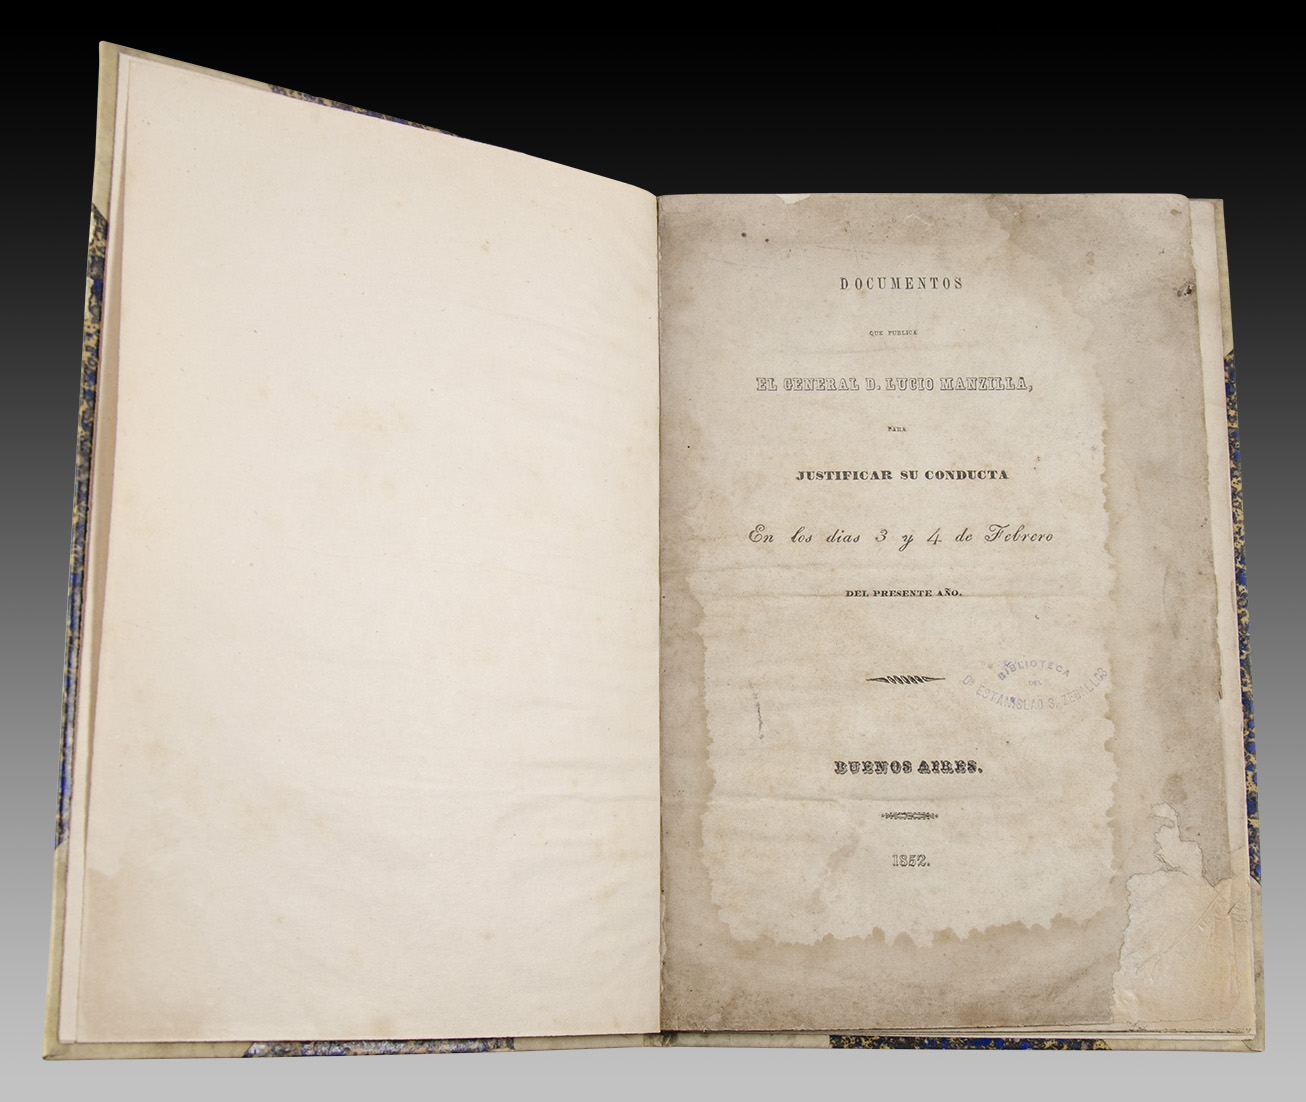 DOCUMENTOS
QUE PUBLICA
EL GENERAL D. LUCIO MANZILLA,
PARA
JUSTIFICAR SU CONDUCTA
En los dias 3 y 4 de Febrero
DEL PRESENTE AÑO.
BIBLIOTECA
DEL
Dr ESTANISLAO S. ZEBALLOS
BUENOS AIRES.
1852.